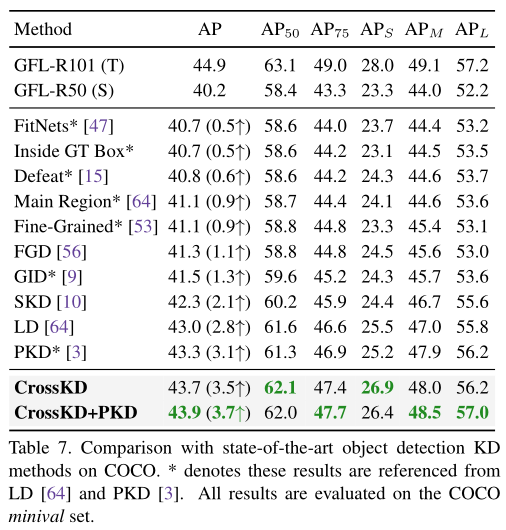 Method AP AP50 AP75 APS APM APL
GFL-R101 (T) 44.9 63.1 49.0 28.0 49.1 57.2
GFL-R50 (S) 40.2 58.4 43.3 23.3 44.0 52.2
FitNets* [47] 40.7 (0.5↑) 58.6 44.0 23.7 44.4 53.2
Inside GT Box* 40.7 (0.5↑) 58.6 44.2 23.1 44.5 53.5
Defeat* [15] 40.8 (0.6↑) 58.6 44.2 24.3 44.6 53.7
Main Region* [64] 41.1 (0.9↑) 58.7 44.4 24.1 44.6 53.6
Fine-Grained* [53] 41.1 (0.9↑) 58.8 44.8 23.3 45.4 53.1
FGD [56] 41.3 (1.1↑) 58.8 44.8 24.5 45.6 53.0
GID* [9] 41.5 (1.3↑) 59.6 45.2 24.3 45.7 53.6
SKD [10] 42.3 (2.1↑) 60.2 45.9 24.4 46.7 55.6
LD [64] 43.0 (2.8↑) 61.6 46.6 25.5 47.0 55.8
PKD* [3] 43.3 (3.1↑) 61.3 46.9 25.2 47.9 56.2
CrossKD 43.7 (3.5↑) 62.1 47.4 26.9 48.0 56.2
CrossKD+PKD 43.9 (3.7↑) 62.0 47.7 26.4 48.5 57.0
Table 7. Comparison with state-of-the-art object detection KD
methods on COCO. * denotes these results are referenced from
LD [64] and PKD [3]. All results are evaluated on the COCO
minival set.